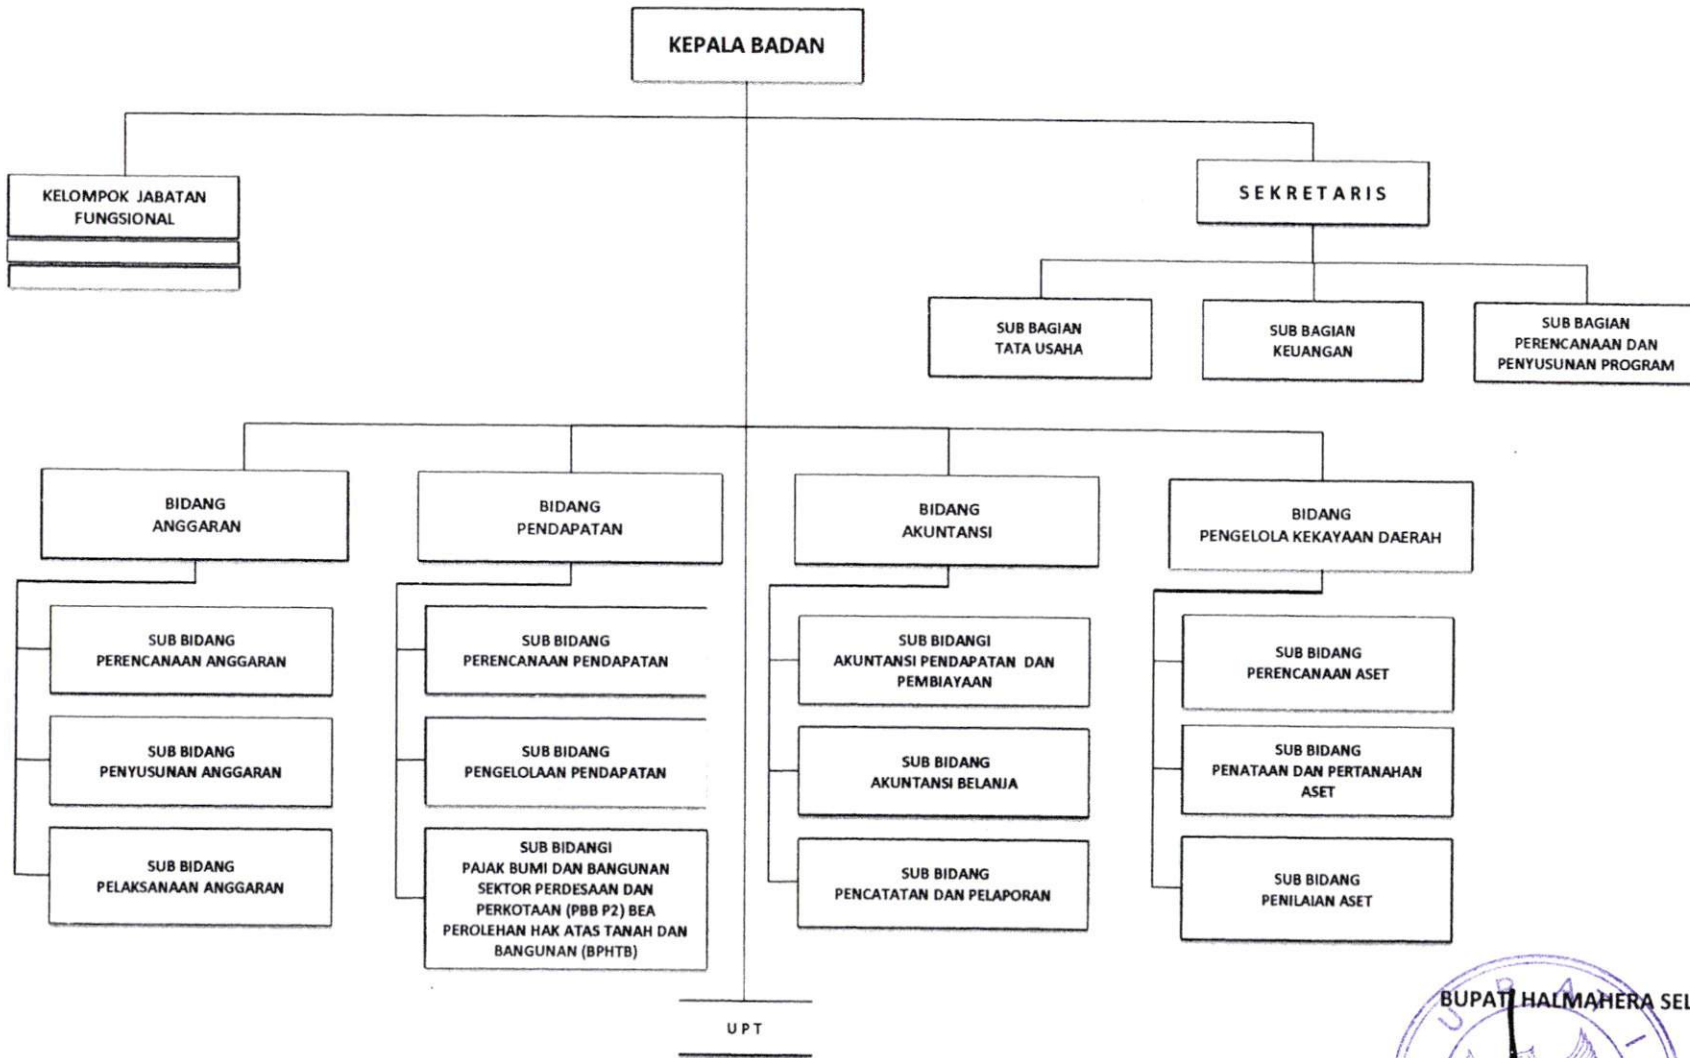 KEPALA BADAN
KELOMPOK JABATAN
FUNGSIONAL
SEKRETARIS
SUB BAGIAN
TATA USAHA
SUB BAGIAN
KEUANGAN
SUB BAGIAN
PERENCANAAN DAN
PENYUSUNAN PROGRAM
BIDANG
ANGGARAN
BIDANG
PENDAPATAN
BIDANG
AKUNTANSI
BIDANG
PENGELOLA KEKAYAAN DAERAH
SUB BIDANG
PERENCANAAN ANGGARAN
SUB BIDANG
PENYUSUNAN ANGGARAN
SUB BIDANG
PELAKSANAAN ANGGARAN
SUB BIDANG
PERENCANAAN PENDAPATAN
SUB BIDANG
PENGELOLAAN PENDAPATAN
SUB BIDANGI
PAJAK BUMI DAN BANGUNAN
SEKTOR PERDESAAN DAN
PERKOTAAN (PBB P2) BEA
PEROLEHAN HAK ATAS TANAH DAN
BANGUNAN (BPHTB)
SUB BIDANGI
AKUNTANSI PENDAPATAN DAN
PEMBIAYAAN
SUB BIDANG
AKUNTANSI BELANJA
SUB BIDANG
PENCATATAN DAN PELAPORAN
SUB BIDANG
PERENCANAAN ASET
SUB BIDANG
PENATAAN DAN PERTANAHAN
ASET
SUB BIDANG
PENILAIAN ASET
UPT
BUPATI HALMAHERA SEL